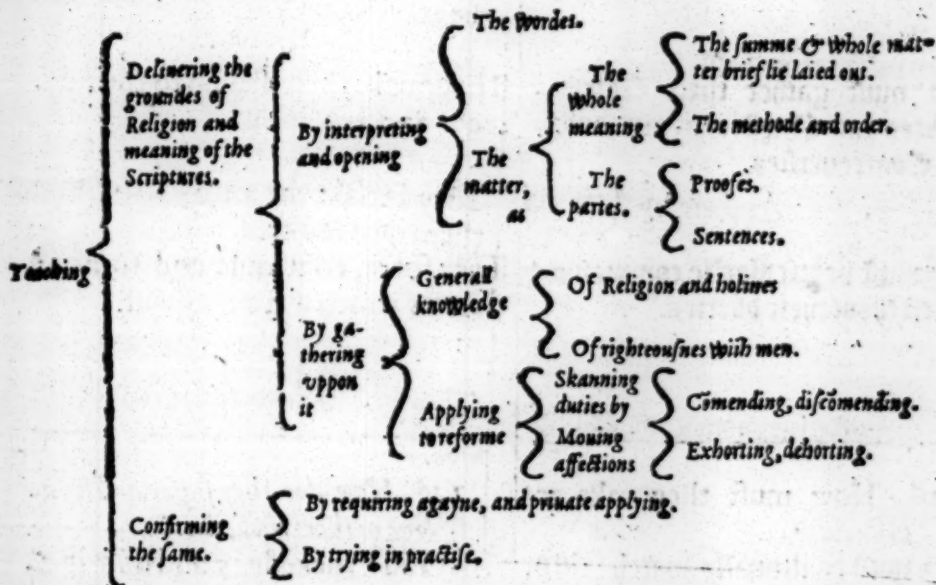 The wordes.
Deliuering the
groundes of
Religion and
meaning of the
Scriptures.
By interpreting
and opening
The
matter,
as
The
whole
meaning
The ſumme & whole mat-
ter brieflie laied out.
The methode and order.
The
partes.
Proofes.
Sentences.
Teaching
By ga-
thering
vppon
it
Generall
knowledge
Of Religion and holines
Of righteouſnes with men.
Applying
to reforme
Skanning
duties by
Mouing
affections
Cõmending, diſcõmending.
Exhorting, dehorting.
Confirming
the ſame.
By requiring agayne, and priuate applying.
By trying in practiſe.